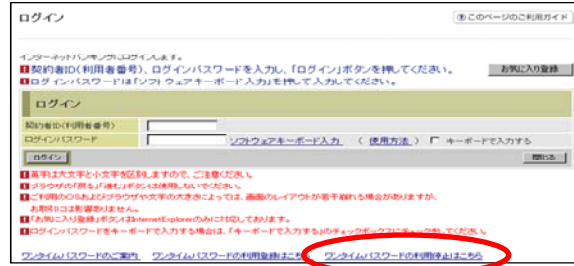 ログイン
このページのご利用ガイド
インターネットバンキングにログインします。
契約者ID(利用者番号)、ログインパスワードを入力し、「ログイン」ボタンを押してください。
お気に入り登録
ログインパスワードは「ソフトウェアキーボード入力」を押して入力してください。
ログイン
契約者ID(利用者番号)
ログインパスワード
ソフトウェアキーボード入力 ( 使用方法 ) キーボードで入力する
ログイン
閉じる
英字は大文字と小文字を区別しますので、ご注意ください。
ブラウザの「戻る」「進む」ボタンは使用しないでください。
ご利用のOSおよびブラウザや文字の大きさによっては、画面のレイアウトが若干崩れる場合がありますが、
お取引には影響ありません。
「お気に入り登録」ボタンはInternetExplorerのみに対応しております。
ログインパスワードをキーボードで入力する場合は、「キーボードで入力する」のチェックボックスにチェックを してください。
ワンタイムパスワードのご案内 ワンタイムパスワードの利用登録はこちら ワンタイムパスワードの利用停止はこちら